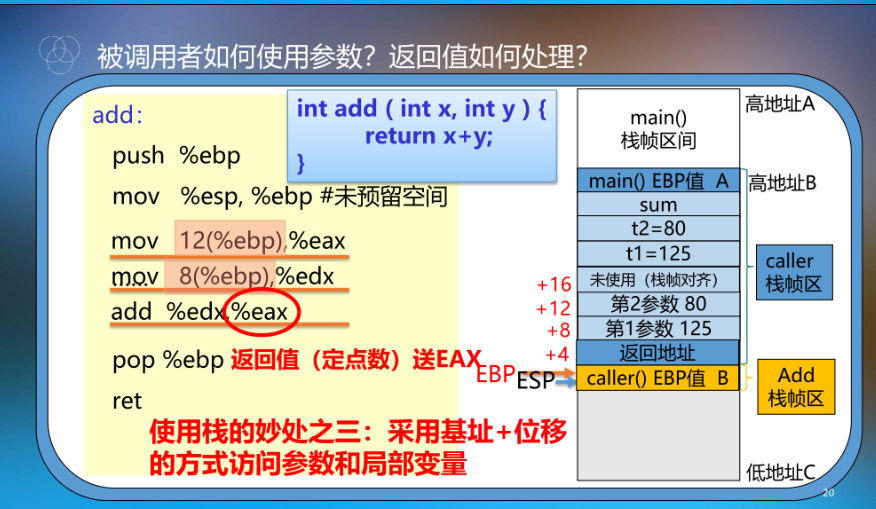 被调用者如何使用参数？返回值如何处理？
add：
int add ( int x, int y ) {
return x+y;
}
push %ebp
mov %esp, %ebp #未预留空间
mov 12(%ebp),%eax
mov 8(%ebp),%edx
add %edx,%eax
pop %ebp 返回值（定点数）送EAX
ret
使用栈的妙处之三：采用基址+位移
的方式访问参数和局部变量
main()
栈帧区间
高地址A
main() EBP值 A
高地址B
sum
t2=80
t1=125
caller
栈帧区
未使用（栈帧对齐）
+16
第2参数 80
+12
第1参数 125
+8
返回地址
+4
EBP
ESP
caller() EBP值 B
Add
栈帧区
低地址C
20